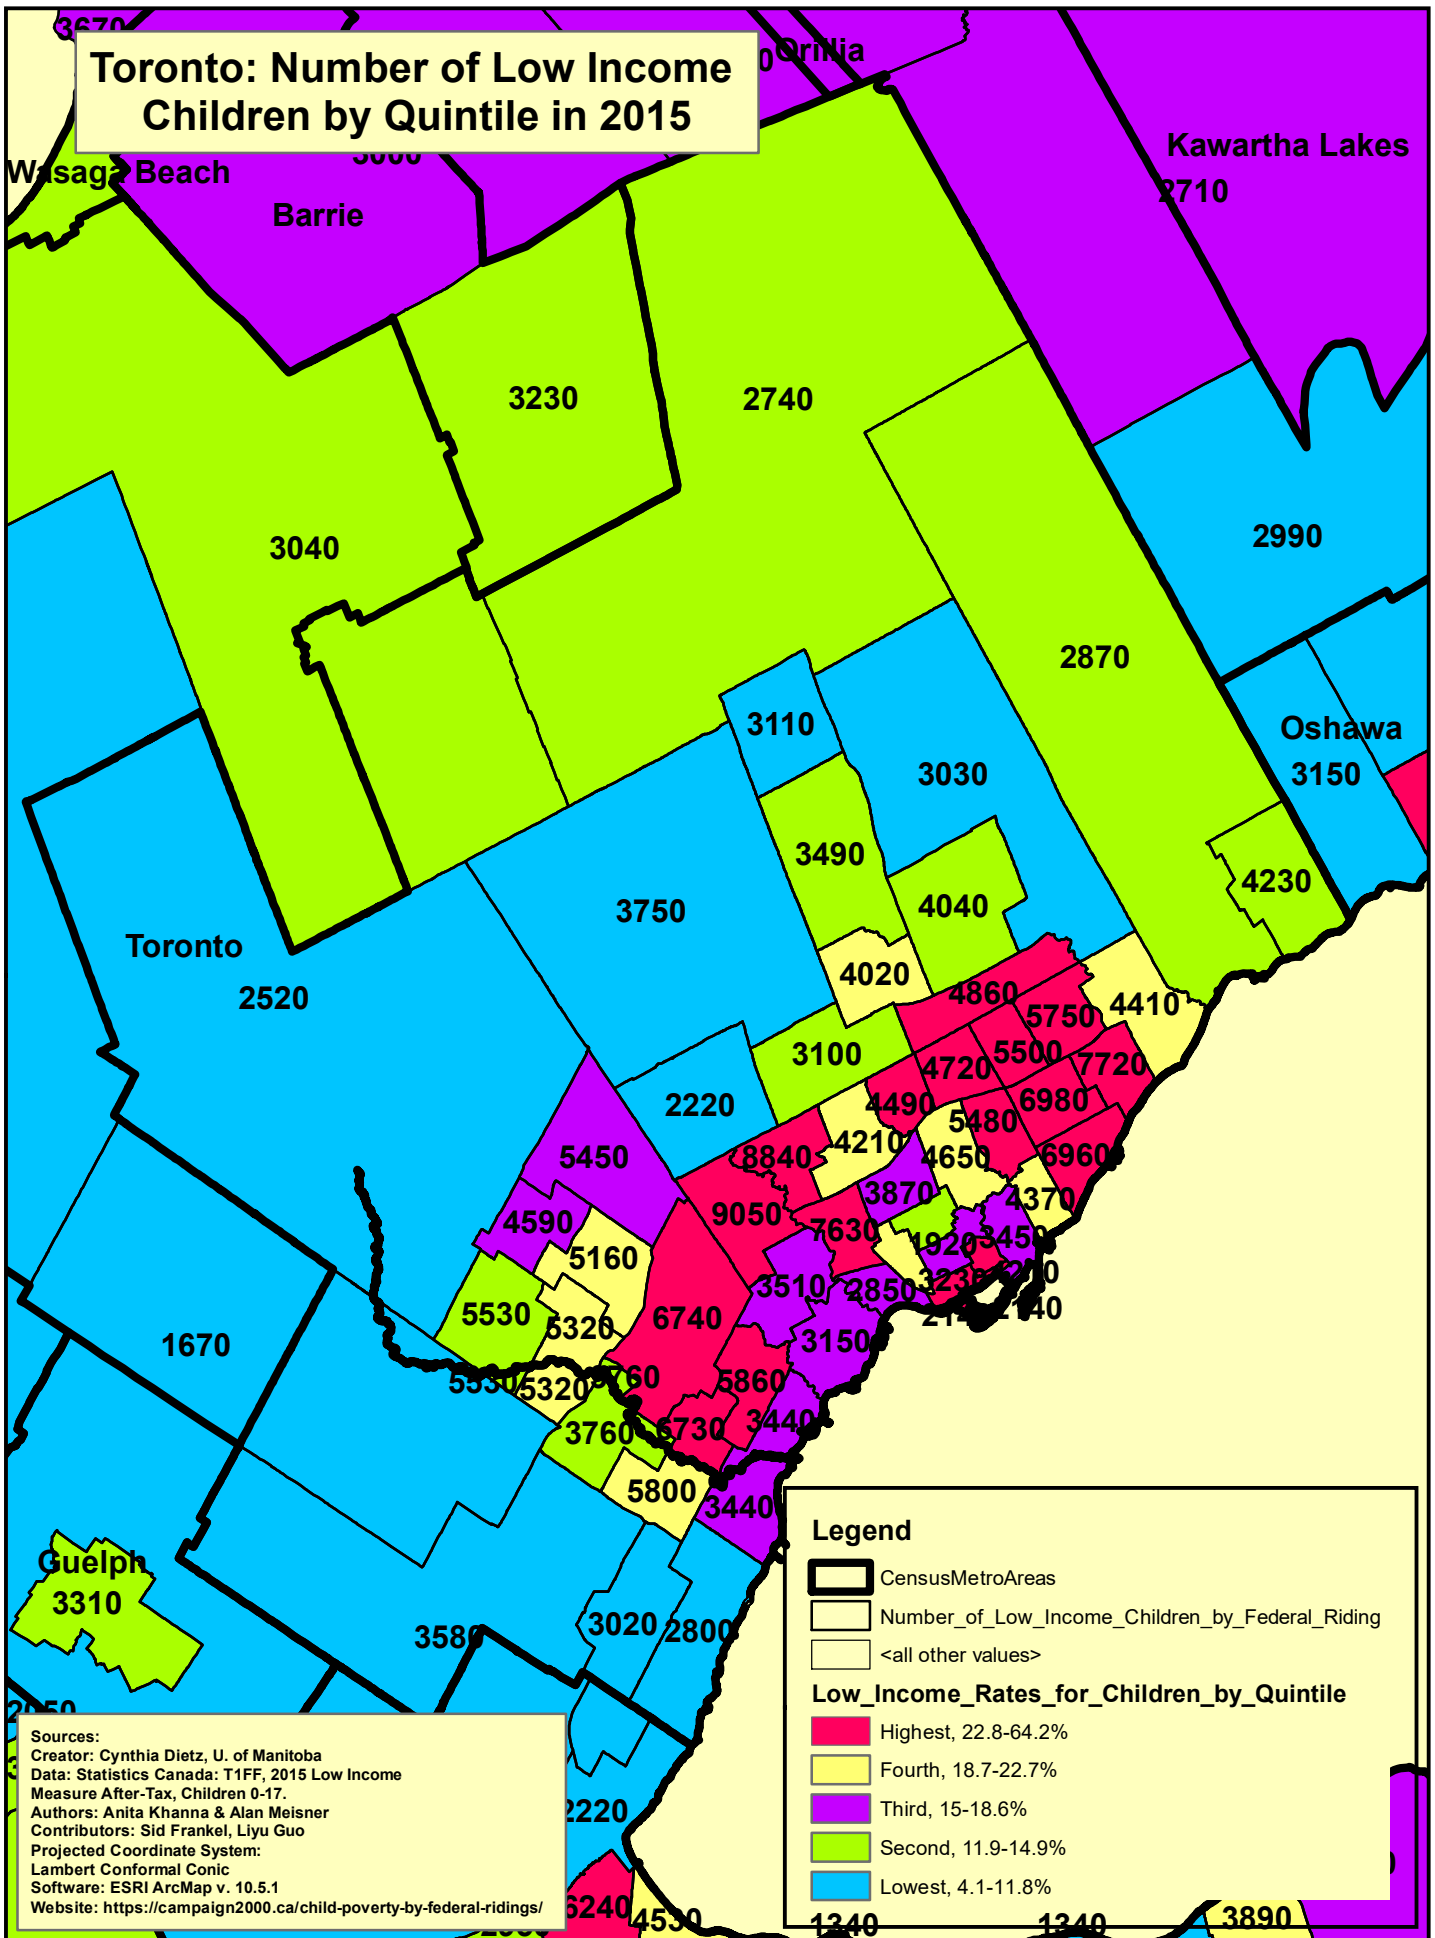 3670
Orillia
Toronto: Number of Low Income
Children by Quintile in 2015
Kawartha Lakes
2710
Wasaga Beach
Barrie
3230
2740
3040
2990
2870
3110
Oshawa
3030
3150
3490
4230
3750
4040
Toronto
4020
2520
4860
4410
5750
3100
5500
4720
7720
2220
4490
6980
5480
4210
5450
8840
4650
6960
3870
4370
9050
4590
7630
1920
3450
5160
3510
2850
3230
5530
5320
6740
2140
3150
1670
5530
5320
3760
5860
3440
6730
3760
5800
3440
Guelph
3310
3580
3020
2800
Legend
CensusMetroAreas
Number_of_Low_Income_Children_by_Federal_Riding
<all other values>
Low_Income_Rates_for_Children_by_Quintile
Highest, 22.8-64.2%
Fourth, 18.7-22.7%
Third, 15-18.6%
Second, 11.9-14.9%
Lowest, 4.1-11.8%
Sources:
Creator: Cynthia Dietz, U. of Manitoba
Data: Statistics Canada: T1FF, 2015 Low Income
Measure After-Tax, Children 0-17.
Authors: Anita Khanna & Alan Meisner
Contributors: Sid Frankel, Liyu Guo
Projected Coordinate System:
Lambert Conformal Conic
Software: ESRI ArcMap v. 10.5.1
Website: https://campaign2000.ca/child-poverty-by-federal-ridings/
2220
6240
4530
1340
1340
3890